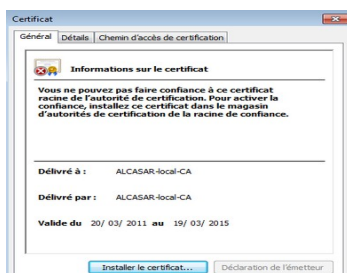 Certificat
Général Détails Chemin d'accès de certification
Informations sur le certificat
Vous ne pouvez pas faire confiance à ce certificat
racine de l'autorité de certification. Pour activer la
confiance, installez ce certificat dans le magasin
d'autorités de certification de la racine de confiance.
Délivré à : ALCASAR-local-CA
Délivré par : ALCASAR-local-CA
Valide du 20/ 03/ 2011 au 19/ 03/ 2015
Installer le certificat... Déclaration de l'émetteur